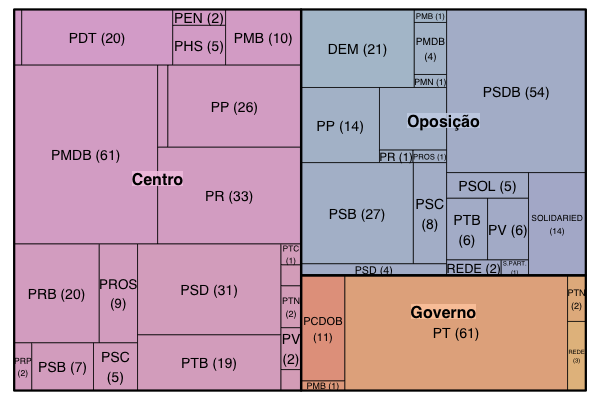 PDT (20)
PEN (2)
PHS (5)
PMB (10)
PMDB (61)
PP (26)
Centro
PR (33)
PRB (20)
PROS
(9)
PSD (31)
PTC
(1)
PTN
(2)
PV
(2)
PRP
(2)
PSB (7)
PSC
(5)
PTB (19)
DEM (21)
PMB (1)
PMDB
(4)
PMN (1)
PSDB (54)
PP (14)
Oposição
PR (1)
PROS (1)
PSB (27)
PSC
(8)
PSOL (5)
PTB
(6)
PV (6)
SOLIDARIED
(14)
PSD (4)
REDE (2)
S.PART.
(1)
PCDOB
(11)
Governo
PT (61)
PTN
(2)
REDE
(3)
PMB (1)